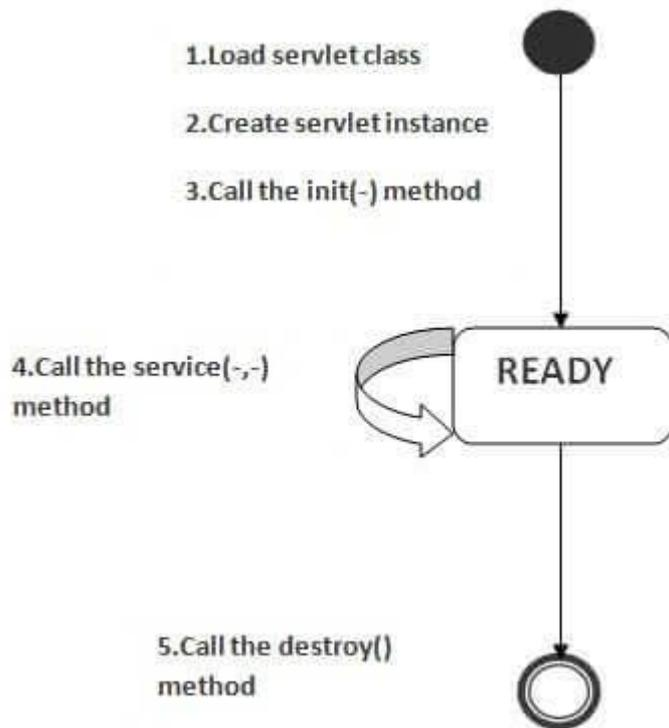 1.Load servlet class
2.Create servlet instance
3.Call the init(-) method
4.Call the service(-,-)
method
READY
5.Call the destroy()
method